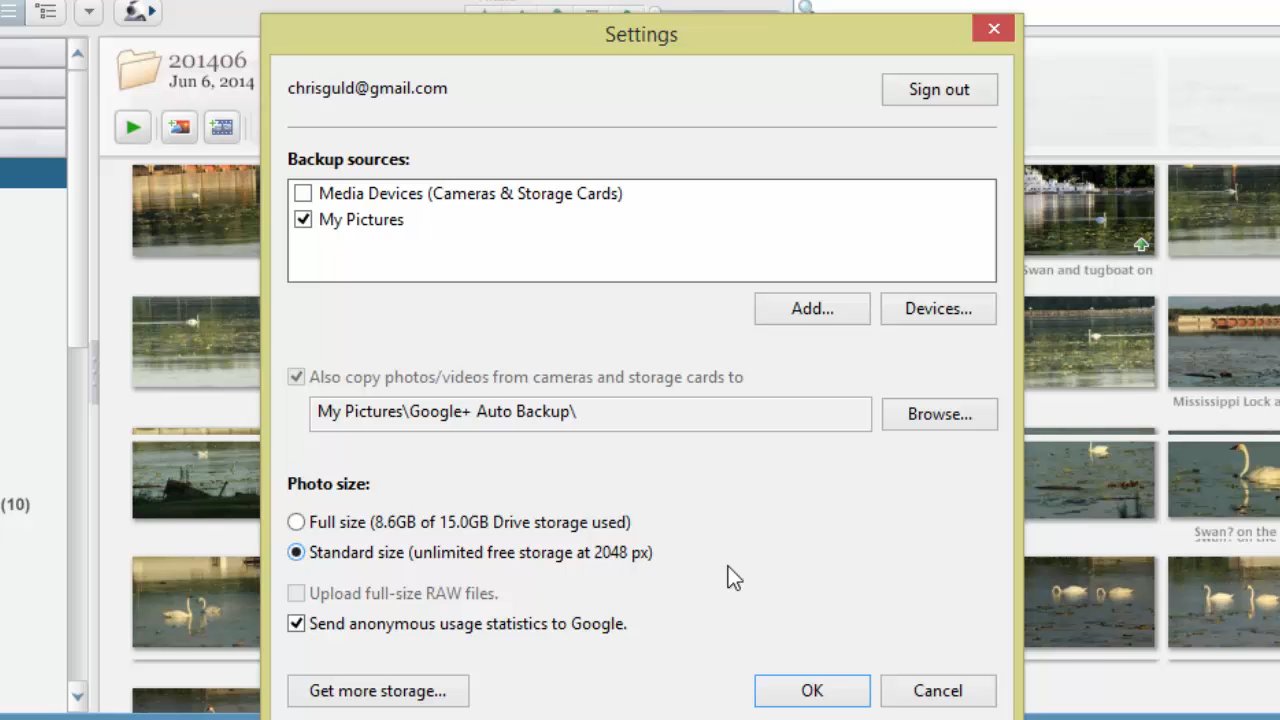 Settings
201406
Jun 6, 2014
chrisguld@gmail.com
Sign out
Backup sources:
Media Devices (Cameras & Storage Cards)
My Pictures
Add...
Devices...
Swan and tugboat on
Also copy photos/videos from cameras and storage cards to
My Pictures\Google+ Auto Backup\
Browse...
Mississippi Lock a
Photo size:
(10)
Full size (8.6GB of 15.0GB Drive storage used)
Swan? on the
Standard size (unlimited free storage at 2048 px)
Upload full-size RAW files.
Send anonymous usage statistics to Google.
Get more storage...
OK
Cancel